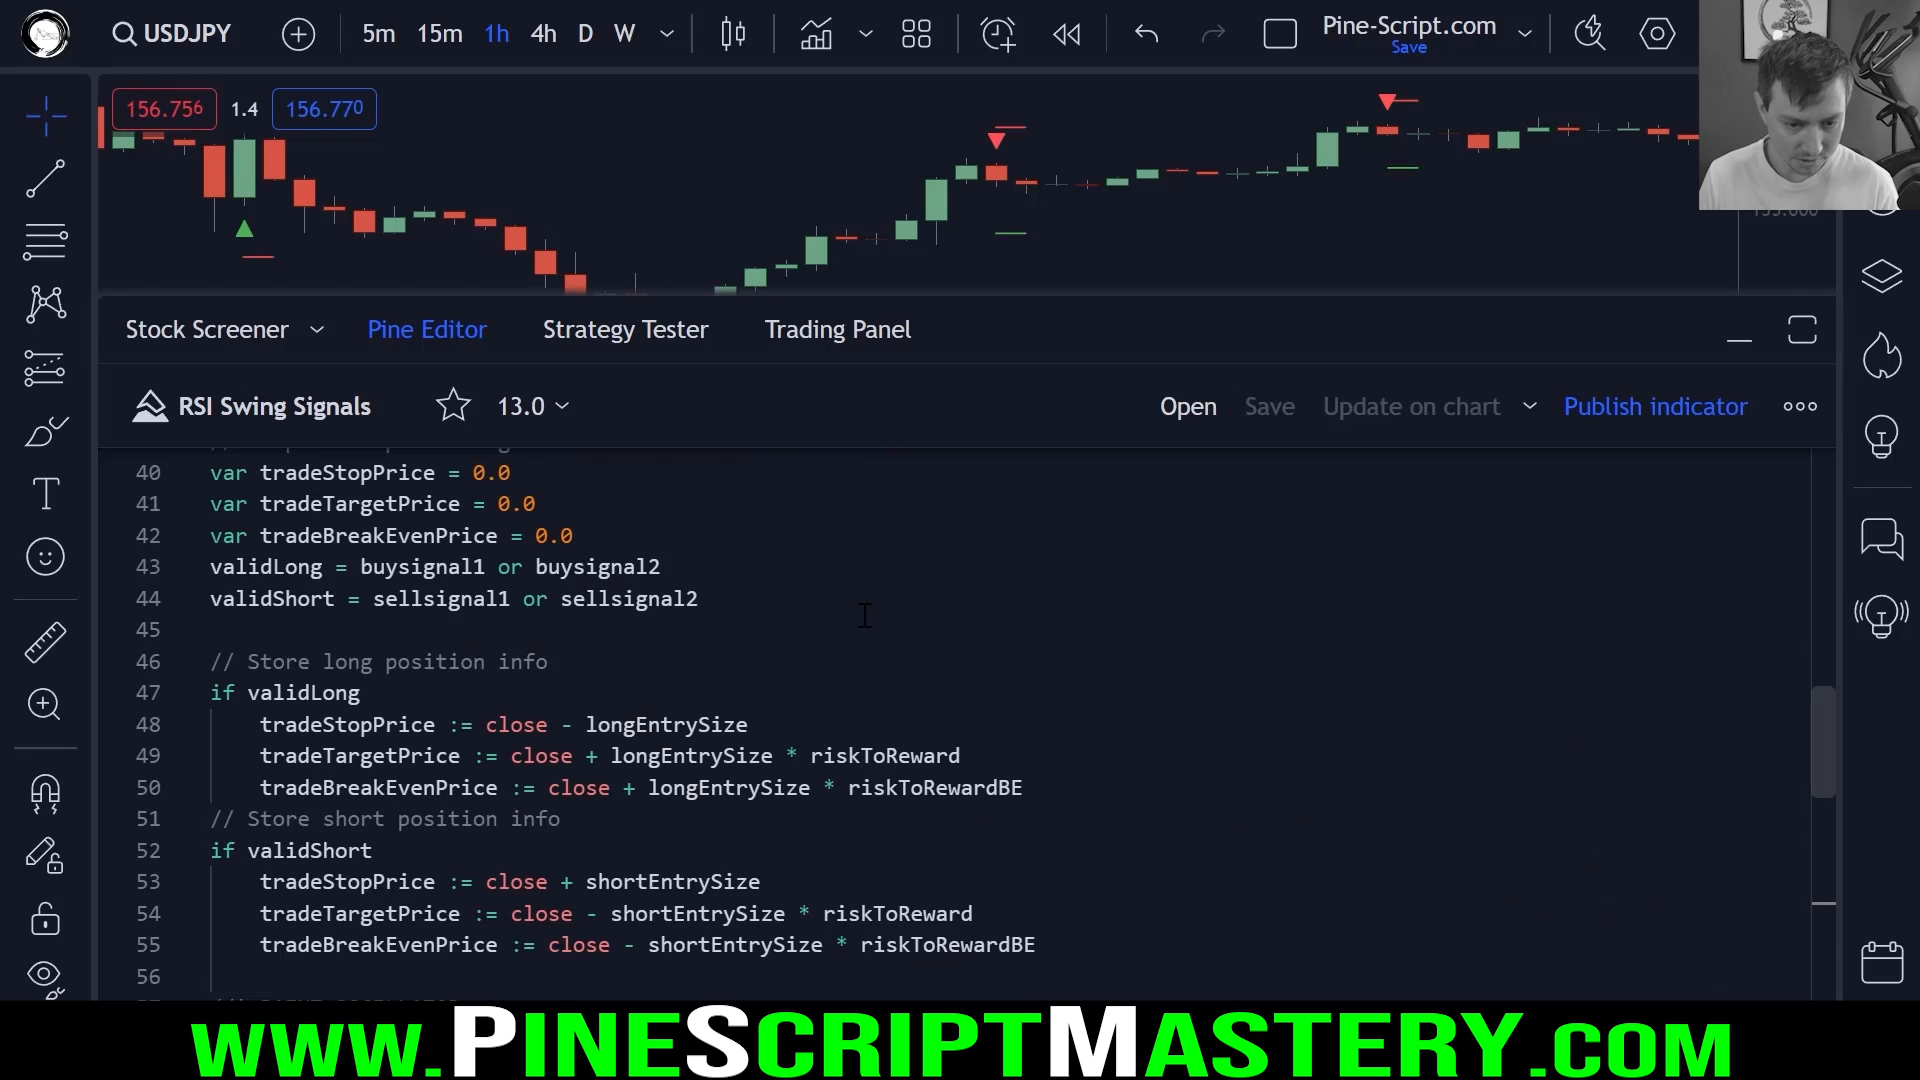 USDJPY 5m 15m 1h 4h D W Pine-Script.com
Save
156.756 1.4 156.770
Stock Screener Pine Editor Strategy Tester Trading Panel
RSI Swing Signals 13.0 Open Save Update on chart Publish indicator
40 var tradeStopPrice = 0.0
41 var tradeTargetPrice = 0.0
42 var tradeBreakEvenPrice = 0.0
43 validLong = buysignal1 or buysignal2
44 validShort = sellsignal1 or sellsignal2
45
46 // Store long position info
47 if validLong
48 tradeStopPrice := close - longEntrySize
49 tradeTargetPrice := close + longEntrySize * riskToReward
50 tradeBreakEvenPrice := close + longEntrySize * riskToRewardBE
51 // Store short position info
52 if validShort
53 tradeStopPrice := close + shortEntrySize
54 tradeTargetPrice := close - shortEntrySize * riskToReward
55 tradeBreakEvenPrice := close - shortEntrySize * riskToRewardBE
56
www.PineScriptMastery.com